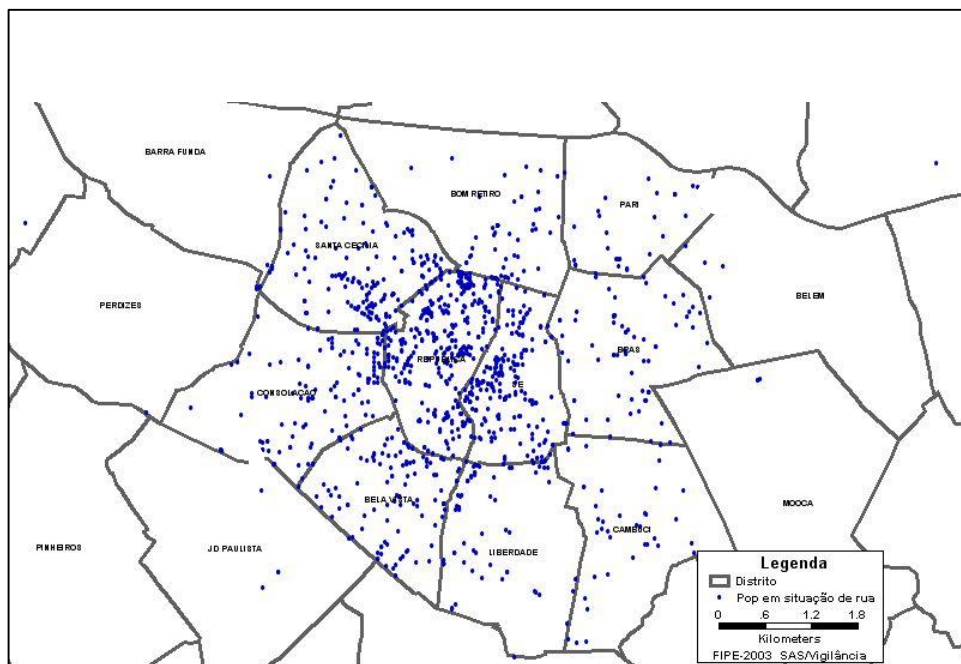 BARRA FUNDA
BOM RETIRO
PARI
SANTA CECILIA
PERDIZES
BELEM
REPUBLICA
BRAS
SE
CONSOLAÇAO
BELA VISTA
MOOCA
CAMBUCI
PINHEIROS
JD PAULISTA
LIBERDADE
Legenda
Distrito
Pop em situação de rua
0 .6 1.2 1.8
Kilometers
FIPE-2003 SAS/Vigilância